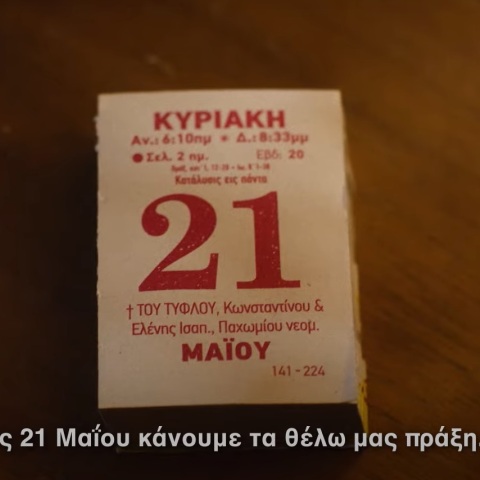 ΚΥΡΙΑΚΗ
Αν.: 6:10πμ * Δ.: 8:33μμ
● Σελ. 2 ημ. Εβδ: 20
Κατάλυσις εις πάντα
21
† ΤΟΥ ΤΥΦΛΟΥ, Κωνσταντίνου &
Ελένης Ισαπ., Παχωμίου νεομ.
ΜΑΪΟΥ
141-224
ς 21 Μαΐου κάνουμε τα θέλω μας πράξη.